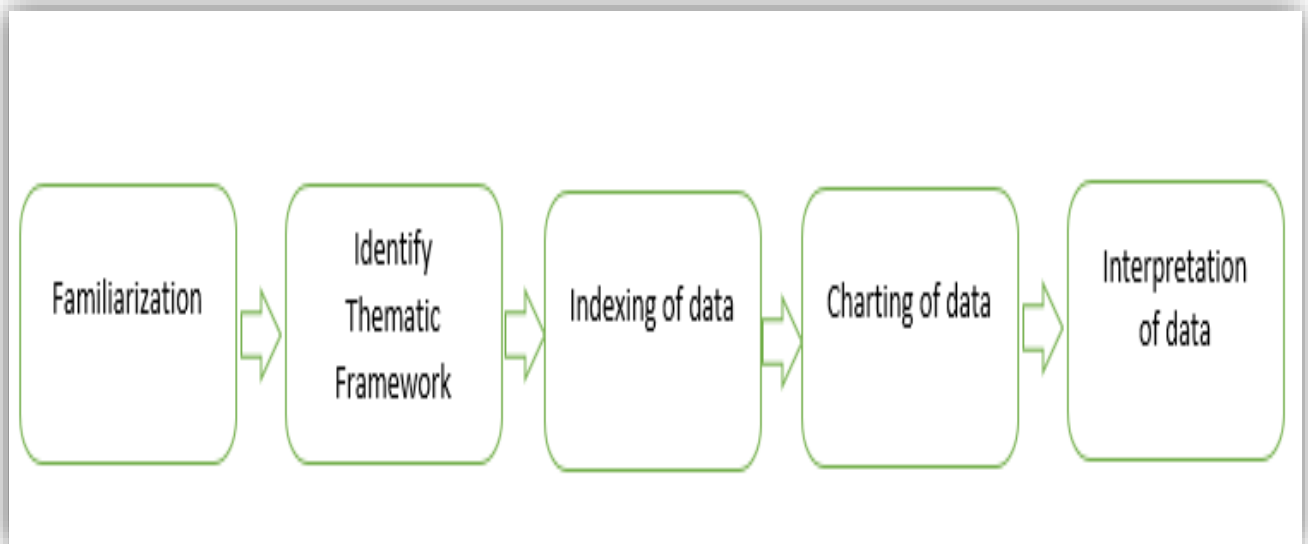 Familiarization
Identify
Thematic
Framework
Indexing of data
Charting of data
Interpretation
of data